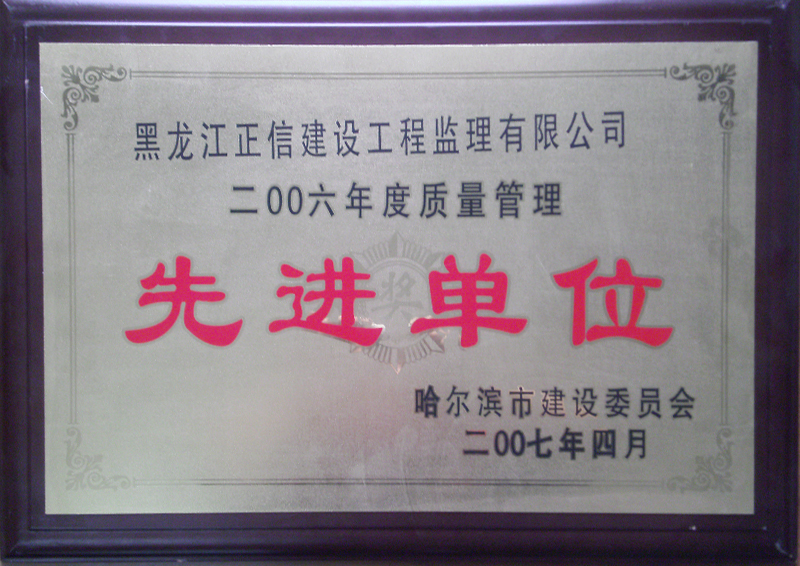 黑龙江正信建设工程监理有限公司
二00六年度质量管理
奖
先进单位
哈尔滨市建设委员会
二00七年四月